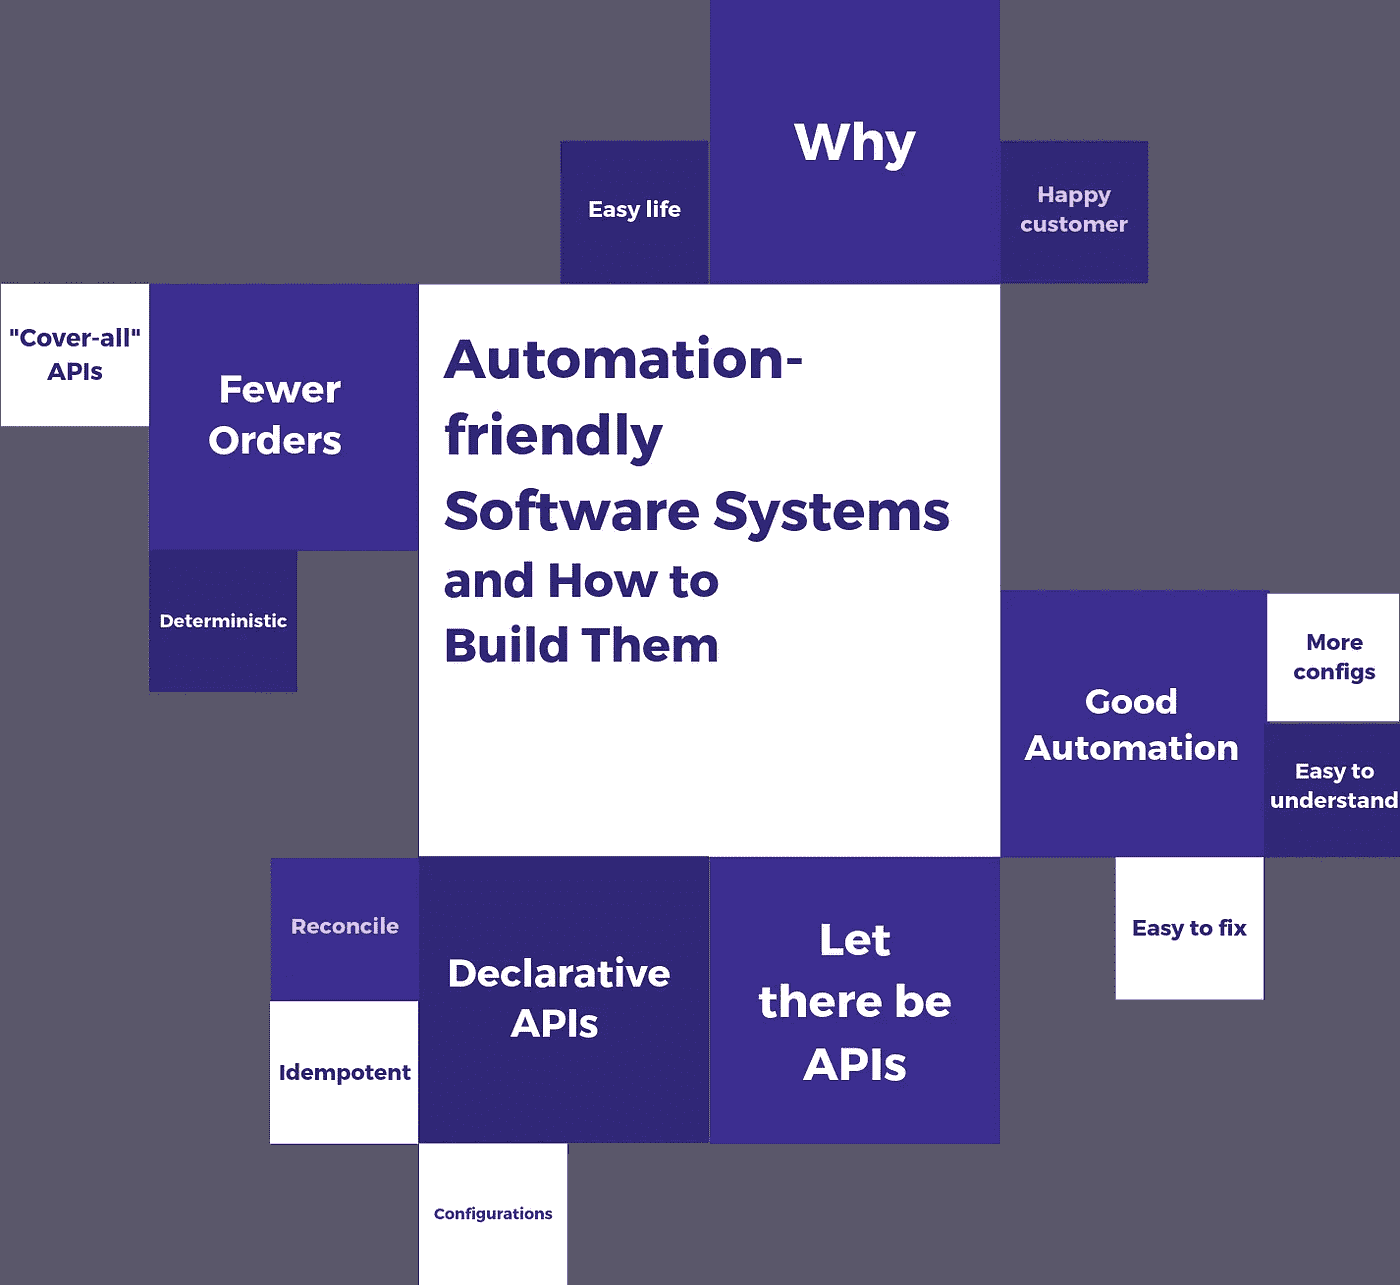 Why
Easy life
Happy
customer
"Cover-all"
APIs
Fewer
Orders
Deterministic
Automation-
friendly
Software Systems
and How to
Build Them
Good
Automation
More
configs
Easy to
understand
Easy to fix
Reconcile
Idempotent
Declarative
APIs
Configurations
Let
there be
APIs